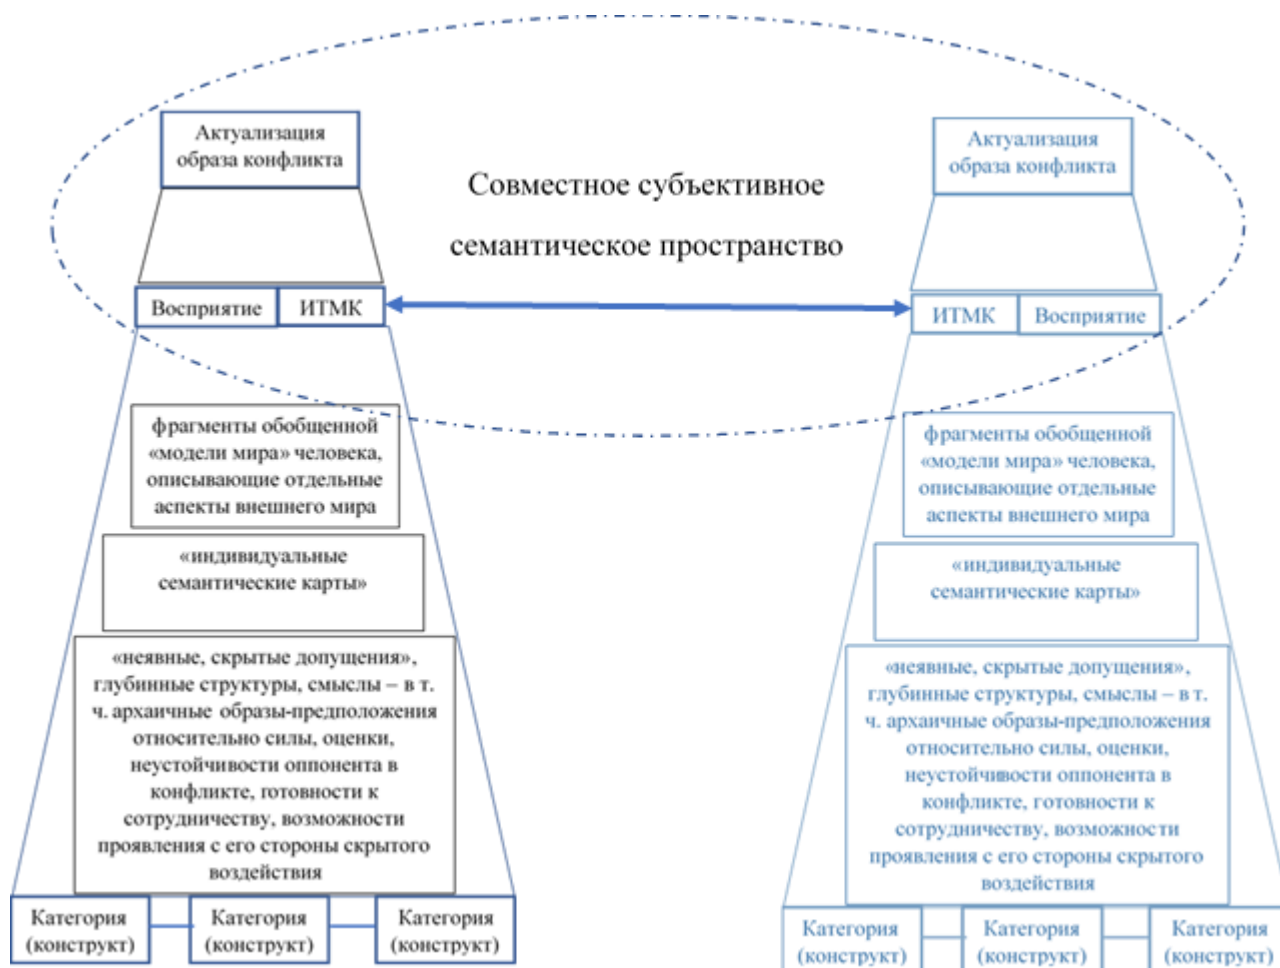 Актуализация
образа конфликта
Совместное субъективное
семантическое пространство
Восприятие
ИТМК
фрагменты обобщенной
«модели мира» человека,
описывающие отдельные
аспекты внешнего мира
«индивидуальные
семантические карты»
«неявные, скрытые допущения»,
глубинные структуры, смыслы – в т.
ч. архаичные образы-предположения
относительно силы, оценки,
неустойчивости оппонента в
конфликте, готовности к
сотрудничеству, возможности
проявления с его стороны скрытого
воздействия
Категория
(конструкт)
Категория
(конструкт)
Категория
(конструкт)
Актуализация
образа конфликта
ИТМК
Восприятие
фрагменты обобщенной
«модели мира» человека,
описывающие отдельные
аспекты внешнего мира
«индивидуальные
семантические карты»
«неявные, скрытые допущения»,
глубинные структуры, смыслы – в т.
ч. архаичные образы-предположения
относительно силы, оценки,
неустойчивости оппонента в
конфликте, готовности к
сотрудничеству, возможности
проявления с его стороны скрытого
воздействия
Категория
(конструкт)
Категория
(конструкт)
Категория
(конструкт)